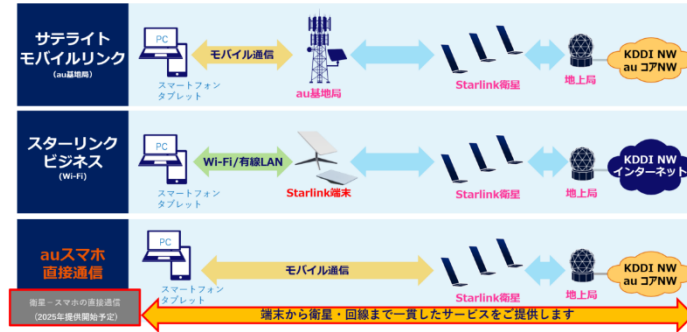 サテライト
モバイルリンク
(au基地局)
PC
スマートフォン
タブレット
モバイル通信
au基地局
Starlink衛星
地上局
KDDI NW
au コアNW
スターリンク
ビジネス
(Wi-Fi)
PC
スマートフォン
タブレット
Wi-Fi/有線LAN
Starlink端末
Starlink衛星
地上局
KDDI NW
インターネット
auスマホ
直接通信
衛星－スマホの直接通信
(2025年提供開始予定)
PC
スマートフォン
タブレット
モバイル通信
Starlink衛星
地上局
KDDI NW
au コアNW
端末から衛星・回線まで一貫したサービスをご提供します